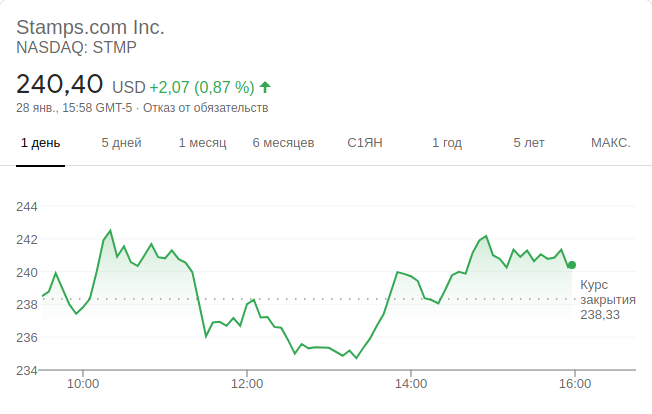 Stamps.com Inc.
NASDAQ: STMP
240,40 USD +2,07 (0,87 %)
28 янв., 15:58 GMT-5 · Отказ от обязательств
1 день 5 дней 1 месяц 6 месяцев С1ЯН 1 год 5 лет МАКС.
244
242
240
238
236
234
Курс
закрытия
238,33
10:00 12:00 14:00 16:00